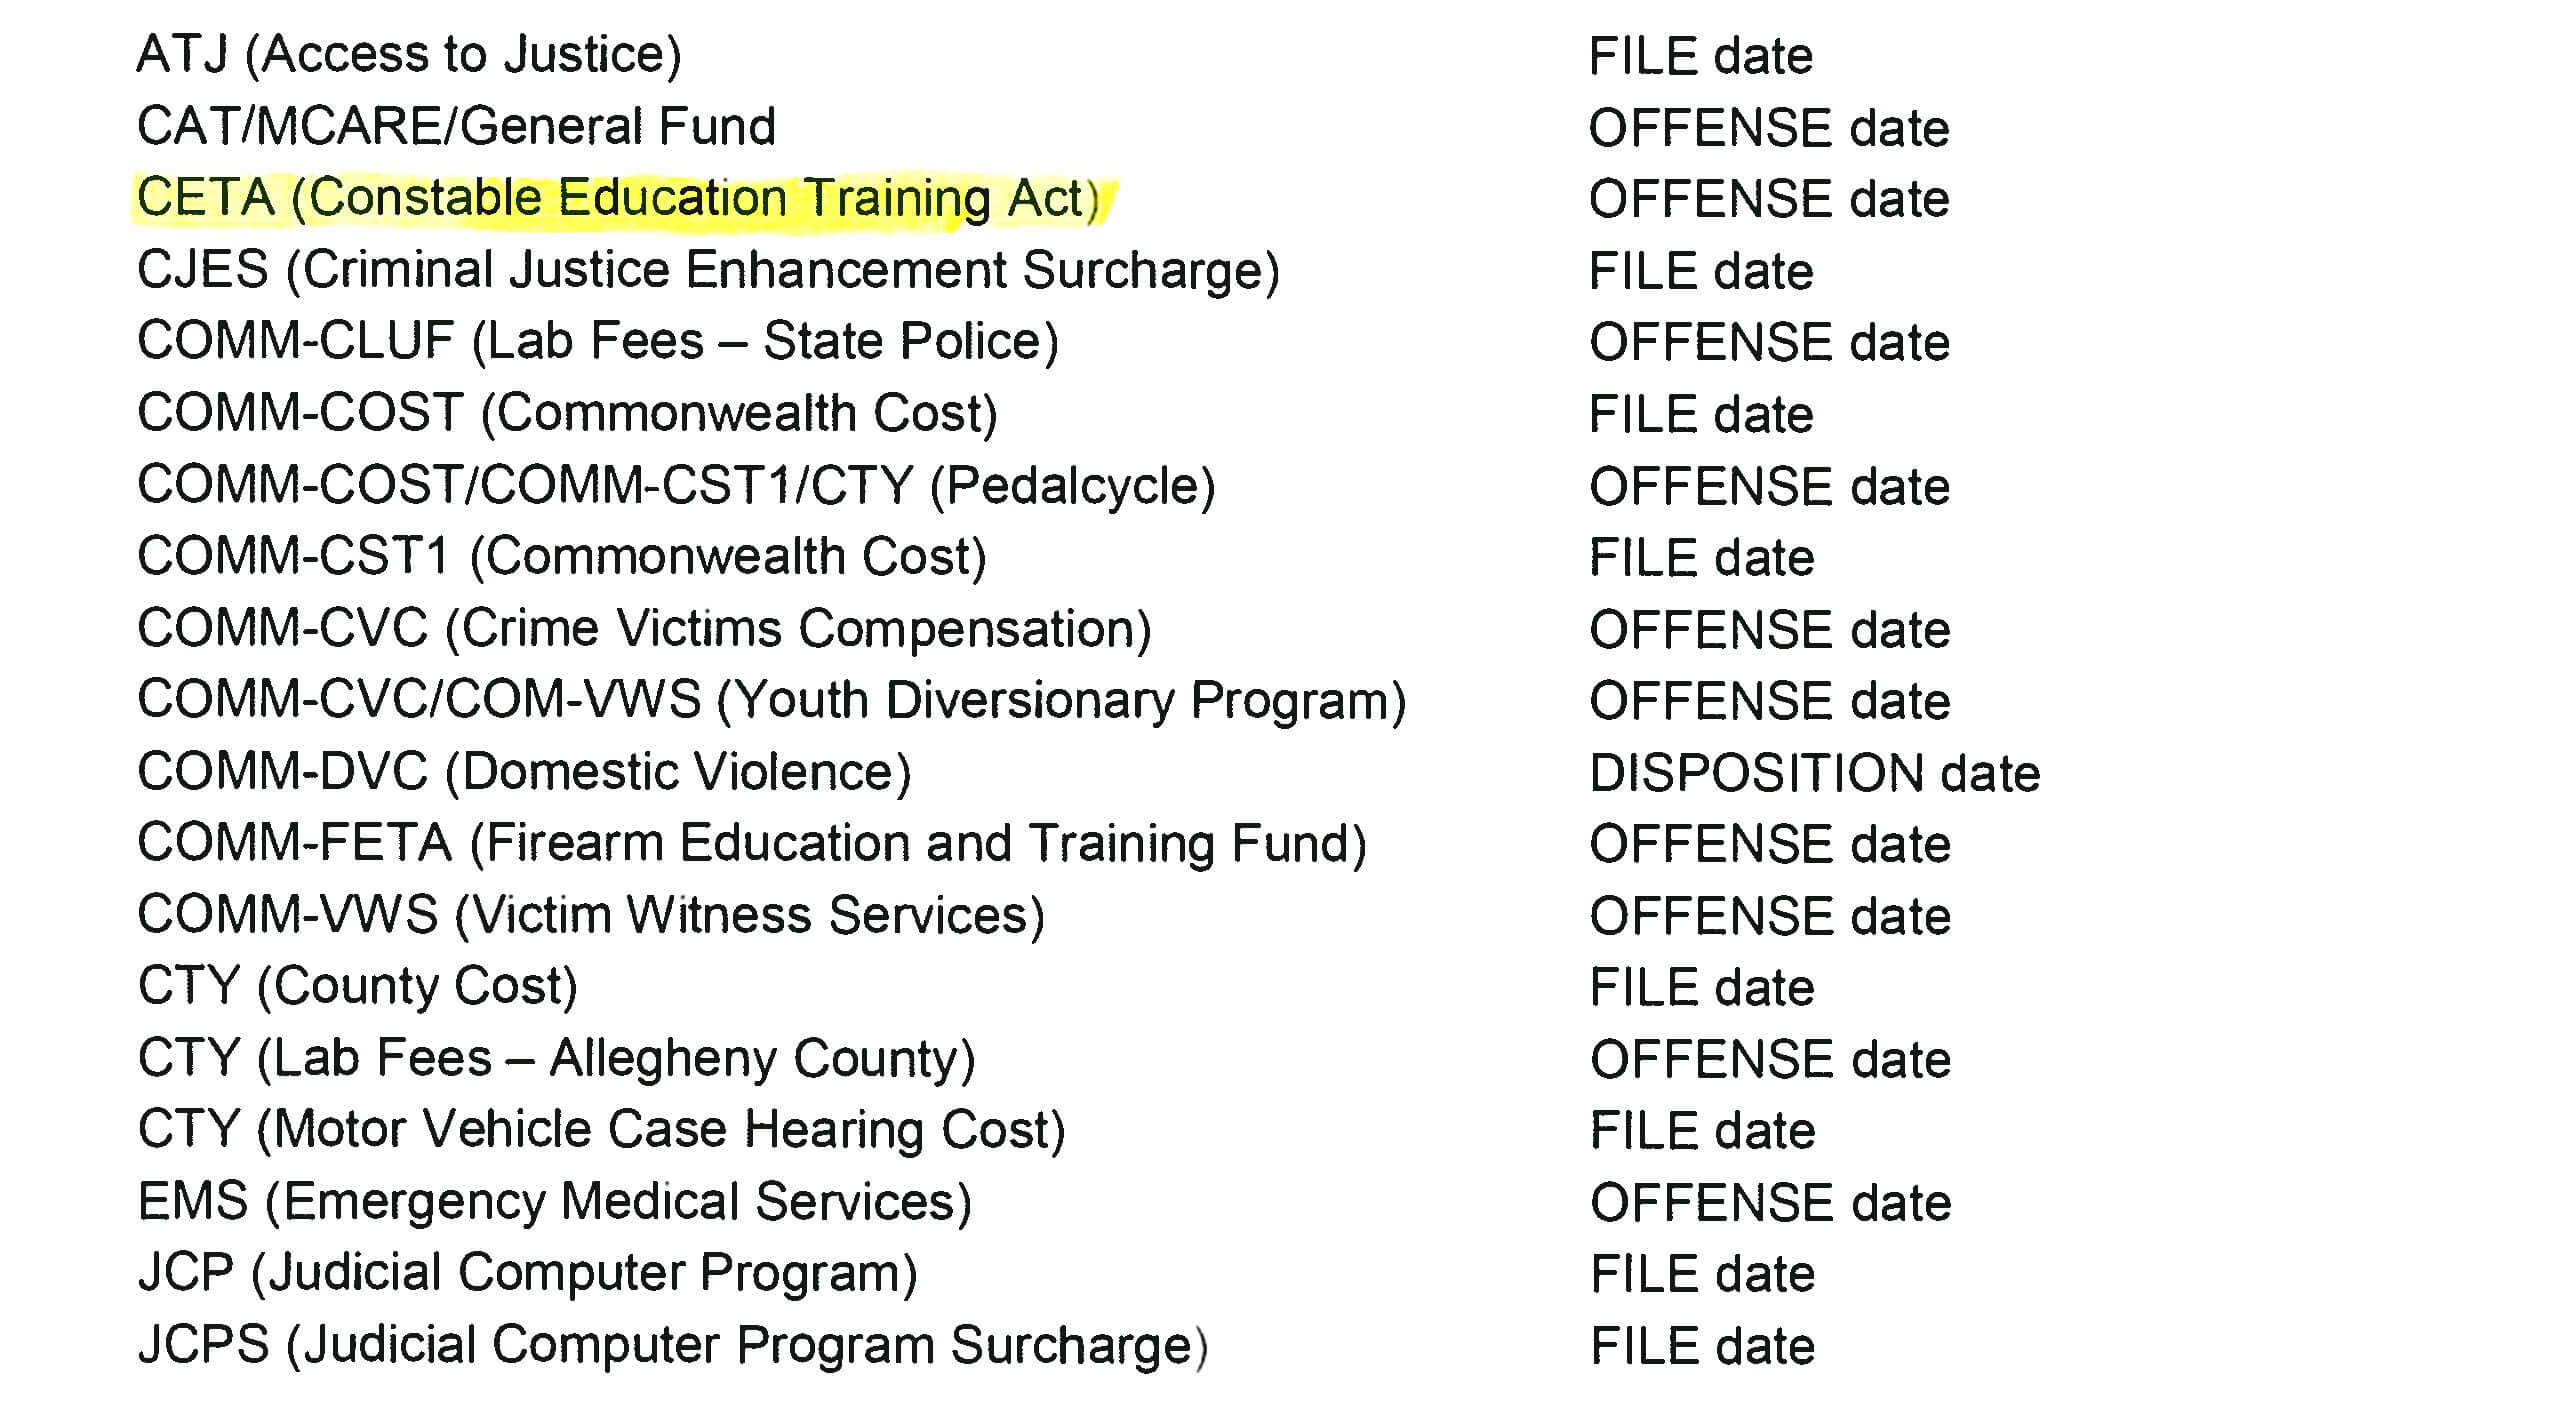 ATJ (Access to Justice) FILE date
CAT/MCARE/General Fund OFFENSE date
CETA (Constable Education Training Act) OFFENSE date
CJES (Criminal Justice Enhancement Surcharge) FILE date
COMM-CLUF (Lab Fees – State Police) OFFENSE date
COMM-COST (Commonwealth Cost) FILE date
COMM-COST/COMM-CST1/CTY (Pedalcycle) OFFENSE date
COMM-CST1 (Commonwealth Cost) FILE date
COMM-CVC (Crime Victims Compensation) OFFENSE date
COMM-CVC/COM-VWS (Youth Diversionary Program) OFFENSE date
COMM-DVC (Domestic Violence) DISPOSITION date
COMM-FETA (Firearm Education and Training Fund) OFFENSE date
COMM-VWS (Victim Witness Services) OFFENSE date
CTY (County Cost) FILE date
CTY (Lab Fees – Allegheny County) OFFENSE date
CTY (Motor Vehicle Case Hearing Cost) FILE date
EMS (Emergency Medical Services) OFFENSE date
JCP (Judicial Computer Program) FILE date
JCPS (Judicial Computer Program Surcharge) FILE date